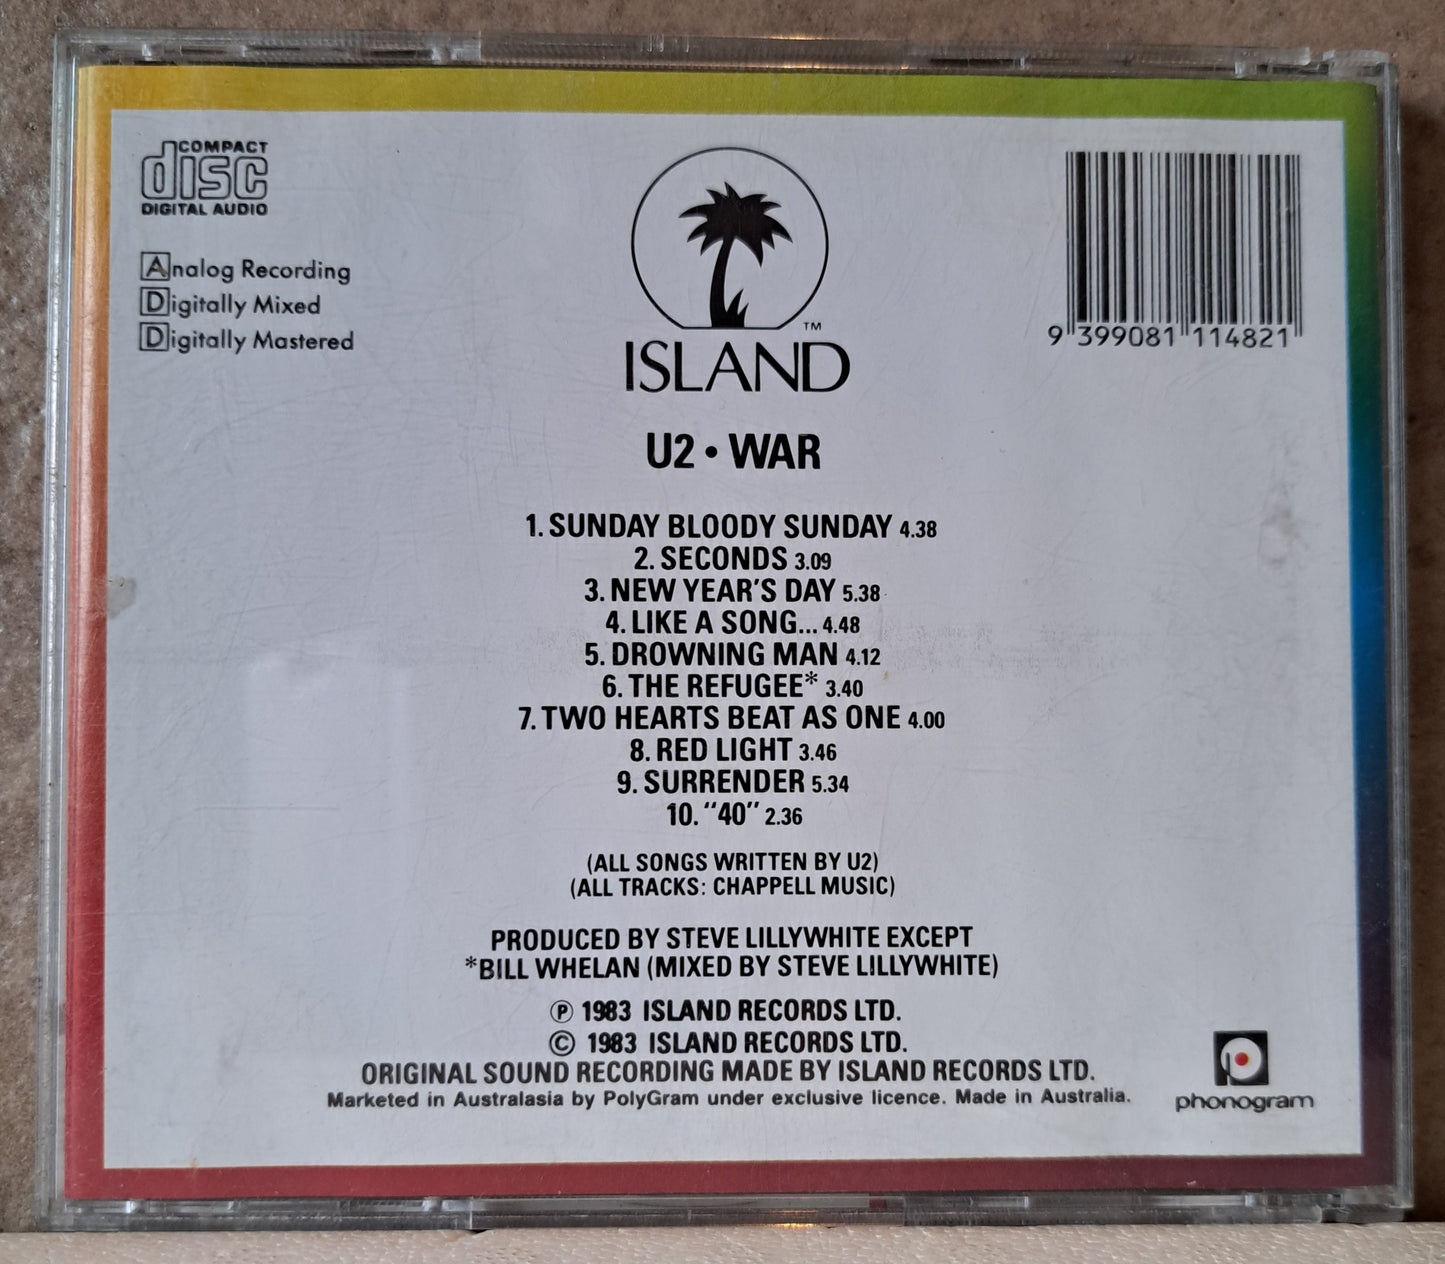 COMPACT
disc
DIGITAL AUDIO
Analog Recording
Digitally Mixed
Digitally Mastered
TM
ISLAND
9 399081 114821
U2 • WAR
1. SUNDAY BLOODY SUNDAY 4.38
2. SECONDS 3.09
3. NEW YEAR'S DAY 5.38
4. LIKE A SONG... 4.48
5. DROWNING MAN 4.12
6. THE REFUGEE* 3.40
7. TWO HEARTS BEAT AS ONE 4.00
8. RED LIGHT 3.46
9. SURRENDER 5.34
10. "40" 2.36
(ALL SONGS WRITTEN BY U2)
(ALL TRACKS: CHAPPELL MUSIC)
PRODUCED BY STEVE LILLYWHITE EXCEPT
*BILL WHELAN (MIXED BY STEVE LILLYWHITE)
℗ 1983 ISLAND RECORDS LTD.
© 1983 ISLAND RECORDS LTD.
ORIGINAL SOUND RECORDING MADE BY ISLAND RECORDS LTD.
Marketed in Australasia by PolyGram under exclusive licence. Made in Australia.
phonogram